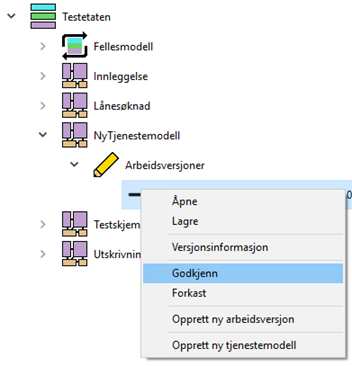 Testetaten
Fellesmodell
Innleggelse
Lånesøknad
NyTjenestemodell
Arbeidsversjoner
0
Åpne
Lagre
Versjonsinformasjon
Godkjenn
Forkast
Opprett ny arbeidsversjon
Opprett ny tjenestemodell
Testskjem
Utskrivnin